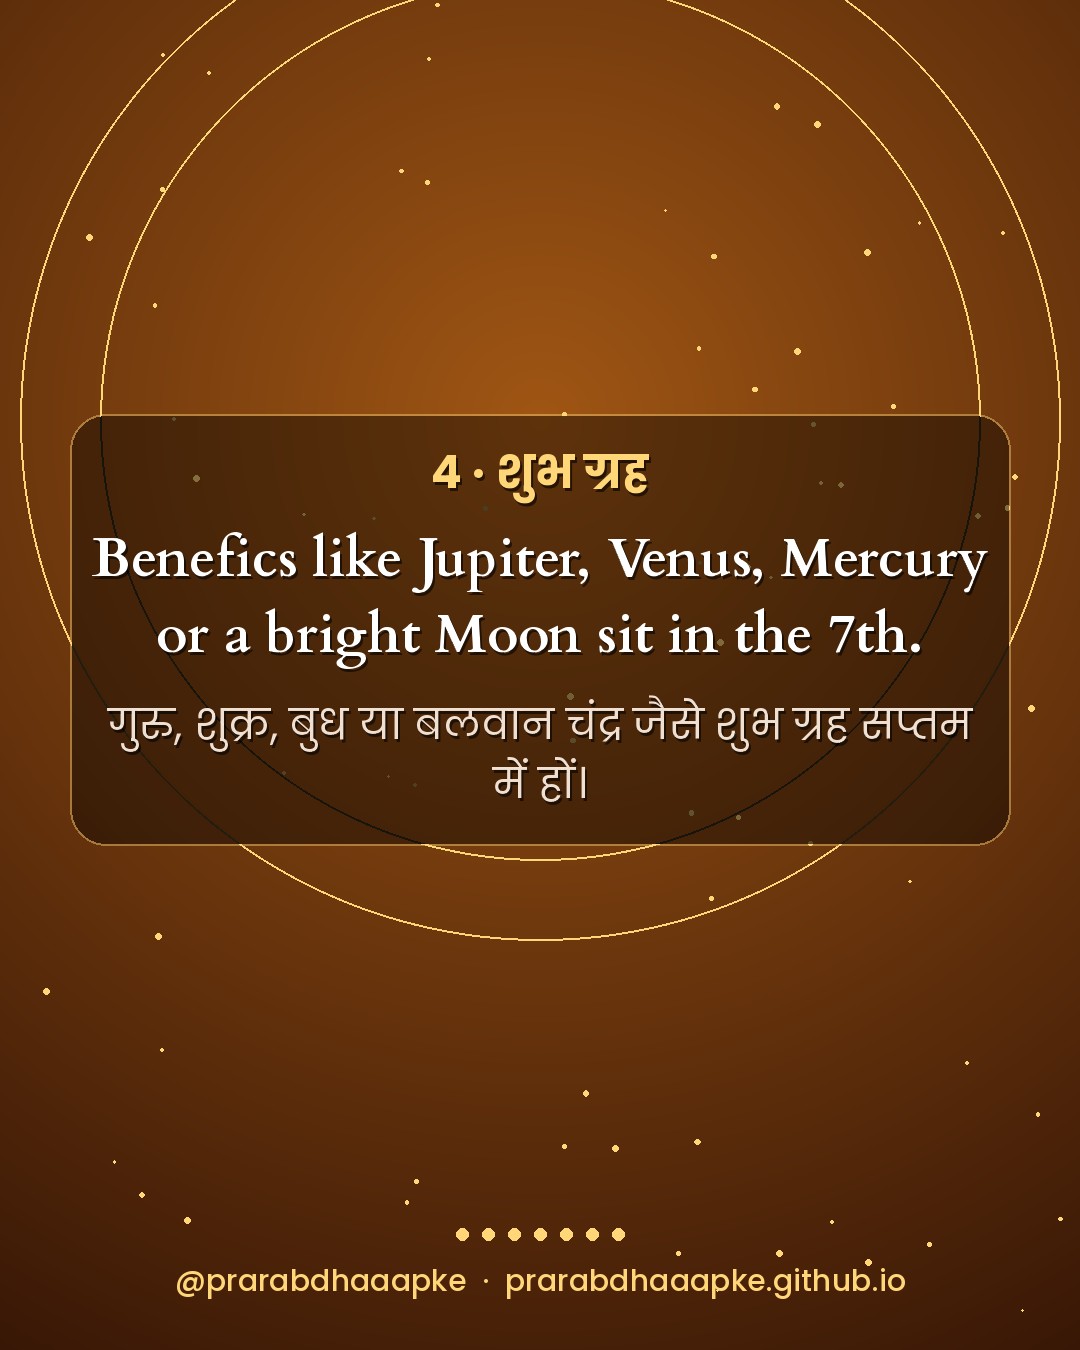 4 · शुभ ग्रह
Benefics like Jupiter, Venus, Mercury
or a bright Moon sit in the 7th.
गुरु, शुक्र, बुध या बलवान चंद्र जैसे शुभ ग्रह सप्तम
में हों।
@prarabdhaaapke · prarabdhaaapke.github.io